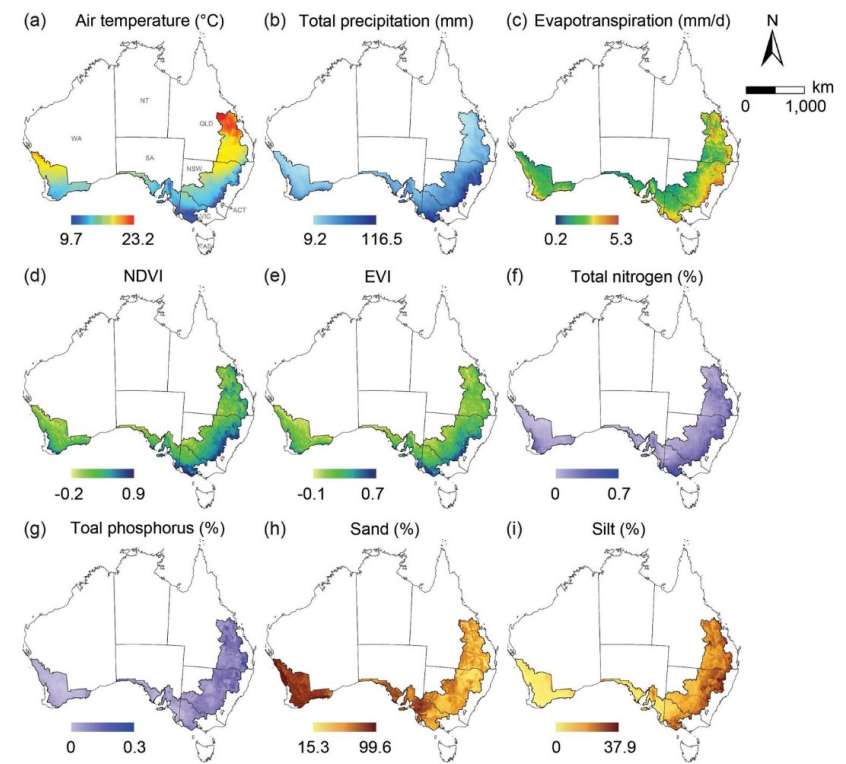 (a) Air temperature (°C)
(b) Total precipitation (mm)
(c) Evapotranspiration (mm/d)
N
km
0 1,000
NT
QLD
WA
SA
NSW
ACT
VIC
TAS
9.7 23.2
9.2 116.5
0.2 5.3
(d) NDVI
(e) EVI
(f) Total nitrogen (%)
-0.2 0.9
-0.1 0.7
0 0.7
(g) Toal phosphorus (%)
(h) Sand (%)
(i) Silt (%)
0 0.3
15.3 99.6
0 37.9